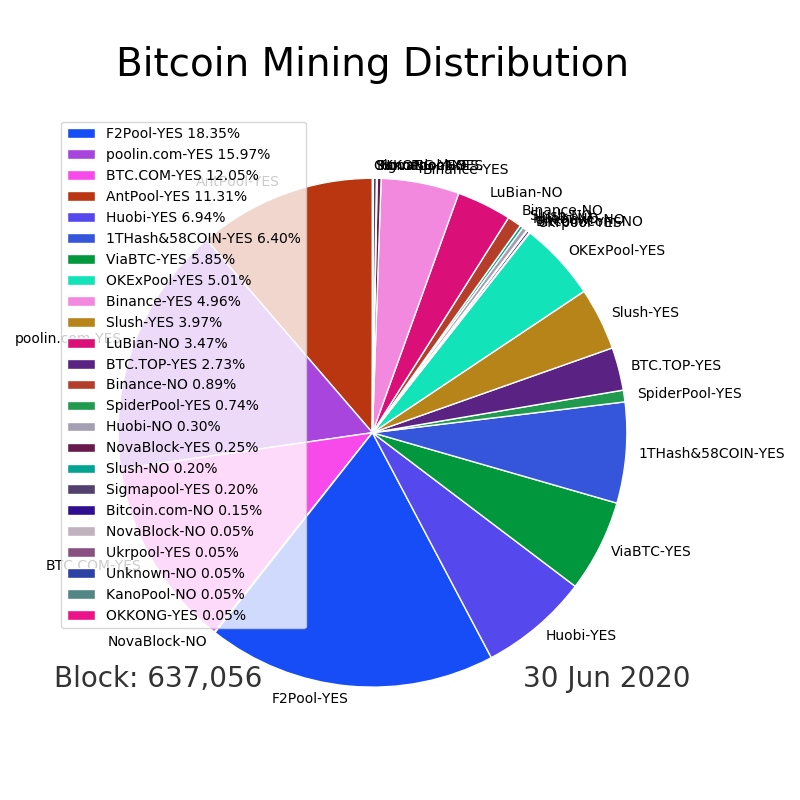 Bitcoin Mining Distribution
F2Pool-YES 18.35%
poolin.com-YES 15.97%
BTC.COM-YES 12.05%
AntPool-YES 11.31%
Huobi-YES 6.94%
1THash&58COIN-YES 6.40%
ViaBTC-YES 5.85%
OKExPool-YES 5.01%
Binance-YES 4.96%
Slush-YES 3.97%
LuBian-NO 3.47%
BTC.TOP-YES 2.73%
Binance-NO 0.89%
SpiderPool-YES 0.74%
Huobi-NO 0.30%
NovaBlock-YES 0.25%
Slush-NO 0.20%
Sigmapool-YES 0.20%
Bitcoin.com-NO 0.15%
NovaBlock-NO 0.05%
Ukrpool-YES 0.05%
Unknown-NO 0.05%
KanoPool-NO 0.05%
OKKONG-YES 0.05%
AntPool-YES
poolin.com-YES
BTC.COM-YES
NovaBlock-NO
F2Pool-YES
Huobi-YES
ViaBTC-YES
1THash&58COIN-YES
SpiderPool-YES
BTC.TOP-YES
Slush-YES
OKExPool-YES
Ukrpool-YES
Binance-NO
LuBian-NO
Binance-YES
Block: 637,056
30 Jun 2020